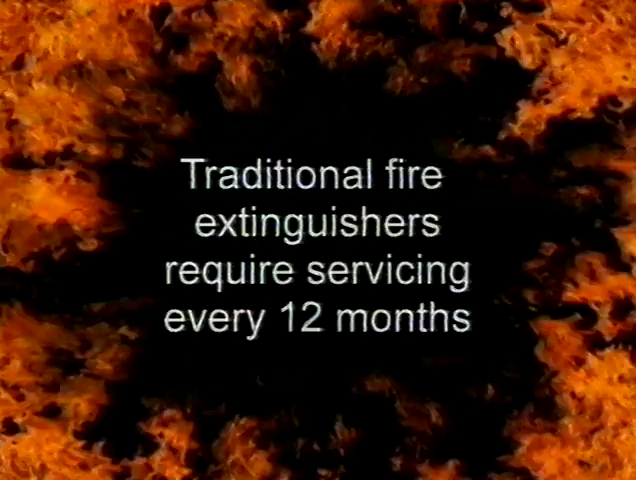 Traditional fire
extinguishers
require servicing
every 12 months